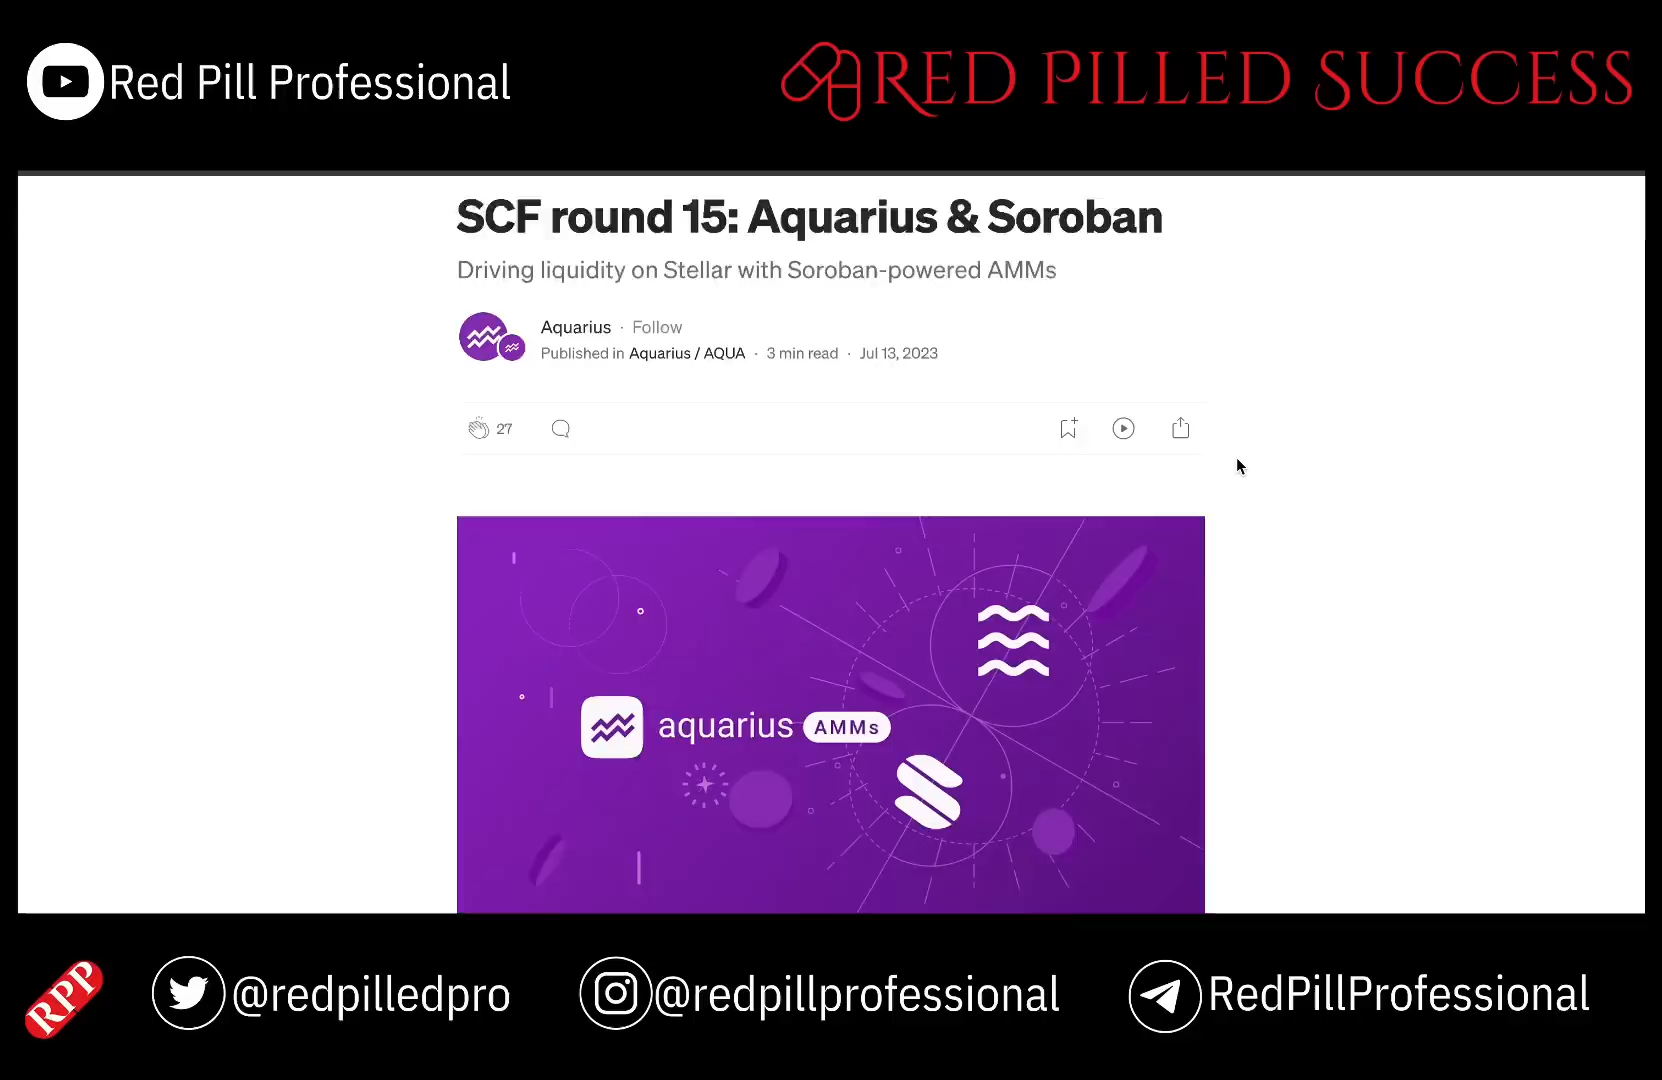 Red Pill Professional
RED PILLED SUCCESS
SCF round 15: Aquarius & Soroban
Driving liquidity on Stellar with Soroban-powered AMMs
Aquarius · Follow
Published in Aquarius / AQUA · 3 min read · Jul 13, 2023
27
aquarius AMMs
RPP
@redpilledpro
@redpillprofessional
RedPillProfessional